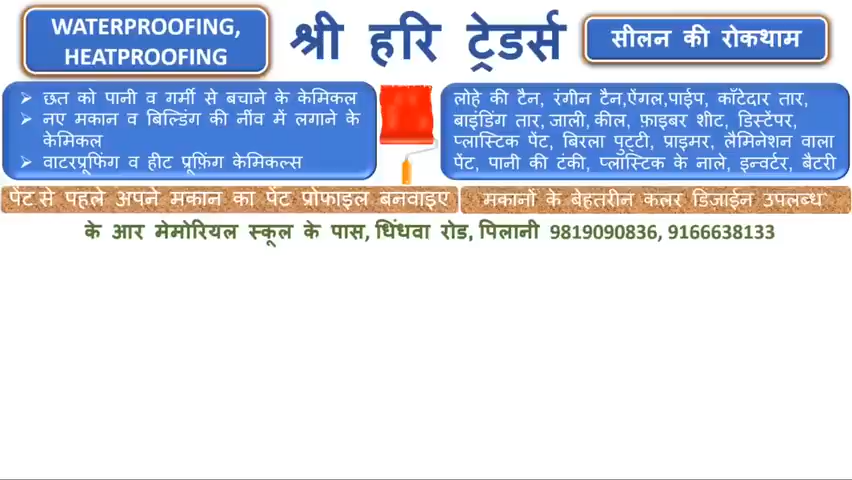 WATERPROOFING,
HEATPROOFING
श्री हरि ट्रेडर्स
सीलन की रोकथाम
छत को पानी व गर्मी से बचाने के केमिकल
नए मकान व बिल्डिंग की नींव में लगाने के
केमिकल
वाटरप्रूफिंग व हीट प्रूफ़िंग केमिकल्स
लोहे की टैन, रंगीन टैन,ऐंगल,पाईप, काँटेदार तार,
बाइंडिंग तार, जाली, कील, फ़ाइबर शीट, डिस्टेंपर,
प्लास्टिक पेंट, बिरला पुट्टी, प्राइमर, लैमिनेशन वाला
पेंट, पानी की टंकी, प्लास्टिक के नाले, इन्वर्टर, बैटरी
पेंट से पहले अपने मकान का पेंट प्रोफाइल बनवाइए
मकानों के बेहतरीन कलर डिजाईन उपलब्ध
के आर मेमोरियल स्कूल के पास, धिंधवा रोड, पिलानी 9819090836, 9166638133